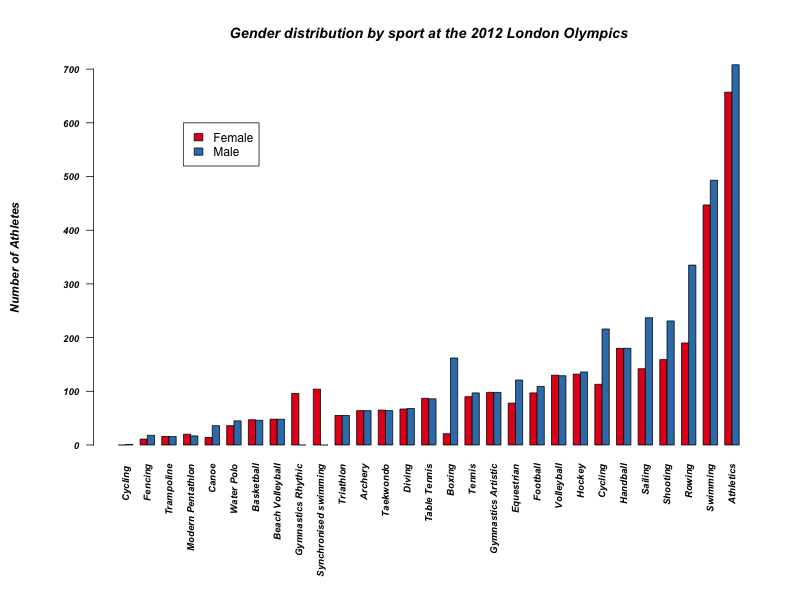 Gender distribution by sport at the 2012 London Olympics
Number of Athletes
700
600
500
400
300
200
100
0
Female
Male
Cycling
Fencing
Trampoline
Modern Pentathlon
Canoe
Water Polo
Basketball
Beach Volleyball
Gymnastics Rhythic
Synchronised swimming
Triathlon
Archery
Taekwondo
Diving
Table Tennis
Boxing
Tennis
Gymnastics Artistic
Equestrian
Football
Volleyball
Hockey
Cycling
Handball
Sailing
Shooting
Rowing
Swimming
Athletics